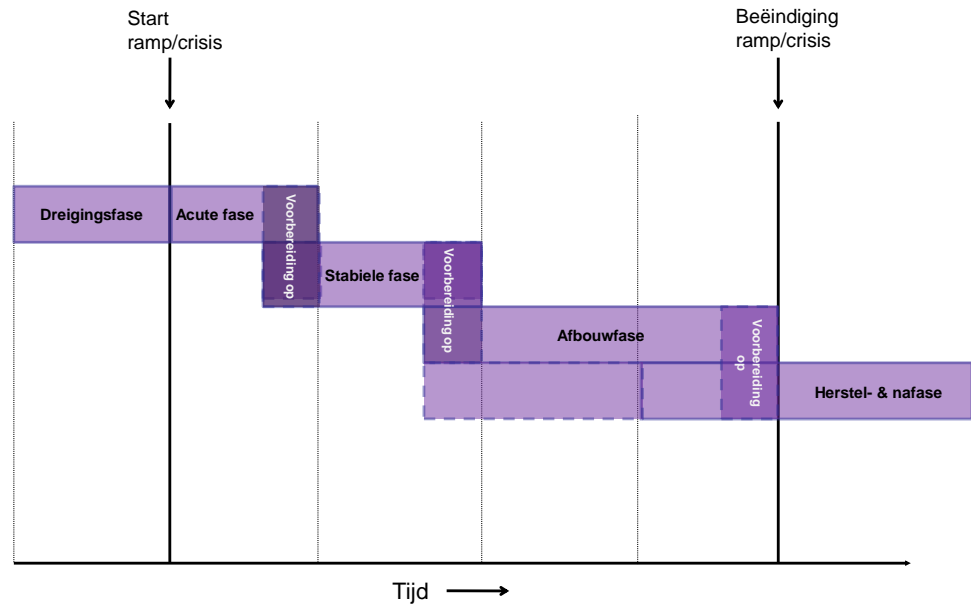 Start
ramp/crisis
Beëindiging
ramp/crisis
Dreigingsfase
Acute fase
Voorbereiding op
Stabiele fase
Voorbereiding op
Afbouwfase
Voorbereiding
op
Herstel- & nafase
Tijd